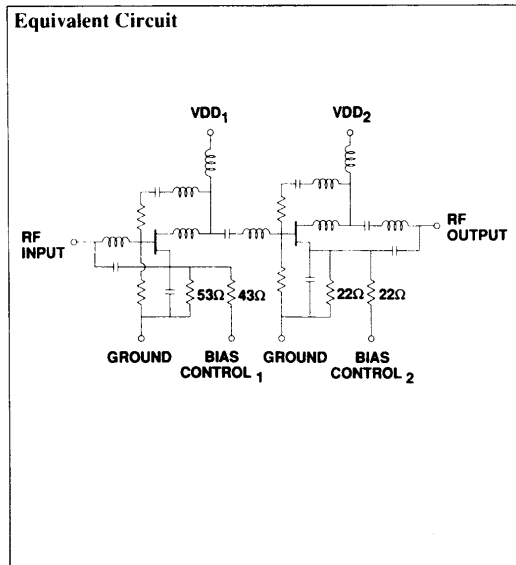 Equivalent Circuit
VDD1 VDD2
RF INPUT
RF OUTPUT
53Ω 43Ω 22Ω 22Ω
GROUND BIAS CONTROL 1 GROUND BIAS CONTROL 2